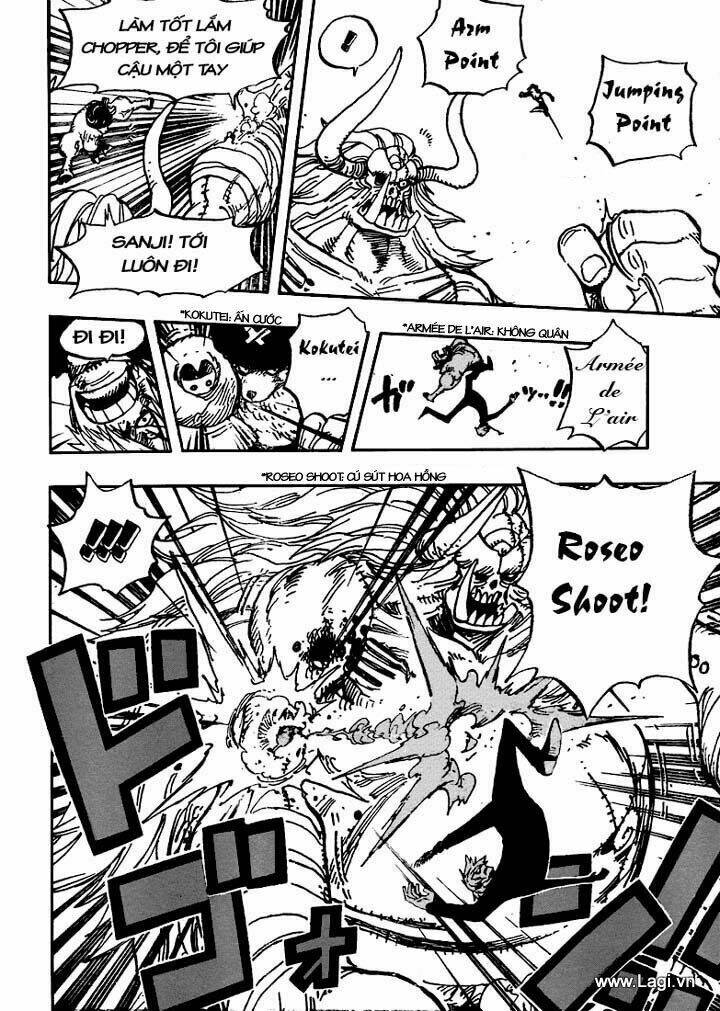 Jumping
Point
Arm
Point
!
LÀM TỐT LẮM
CHOPPER, ĐỂ TÔI GIÚP
CẬU MỘT TAY
SANJI! TỚI
LUÔN ĐI!
*ARMÉE DE L'AIR: KHÔNG QUÂN
Armée
de
L'air
*KOKUTEI: ẤN CƯỚC
Kokutei
...
ĐI ĐI!
*ROSEO SHOOT: CÚ SÚT HOA HỒNG
Roseo
Shoot!
!!!
ドゴォ
www.Lagi.vn